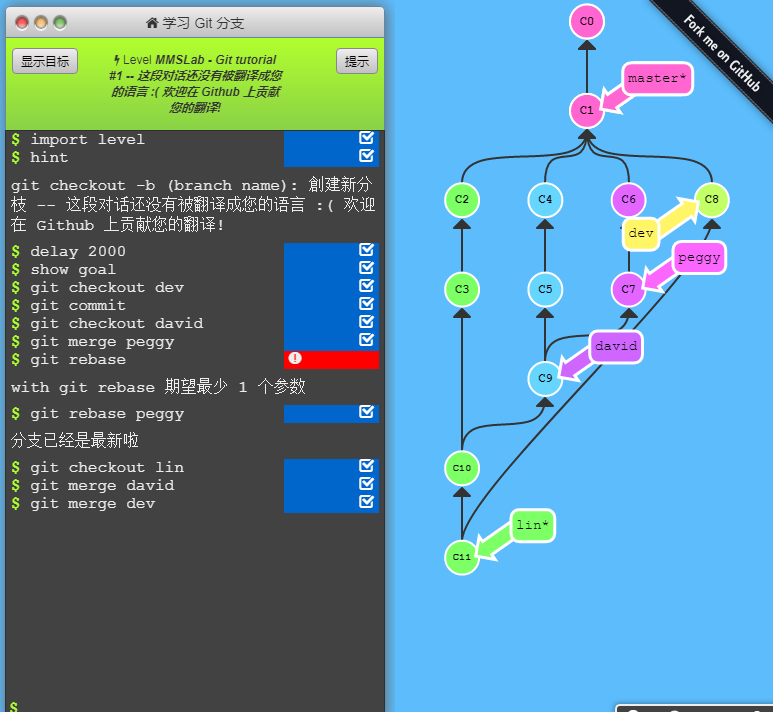 学习 Git 分支
显示目标
Level MMSLab - Git tutorial
#1 -- 这段对话还没有被翻译成您
的语言 :( 欢迎在 Github 上贡献
您的翻译!
提示
$ import level
$ hint
git checkout -b (branch name): 創建新分
枝 -- 这段对话还没有被翻译成您的语言 :( 欢迎
在 Github 上贡献您的翻译!
$ delay 2000
$ show goal
$ git checkout dev
$ git commit
$ git checkout david
$ git merge peggy
$ git rebase
with git rebase 期望最少 1 个参数
$ git rebase peggy
分支已经是最新啦
$ git checkout lin
$ git merge david
$ git merge dev
$
Fork me on GitHub
C0
master*
C1
C2
C4
C6
C8
dev
peggy
C3
C5
C7
david
C9
C10
lin*
C11